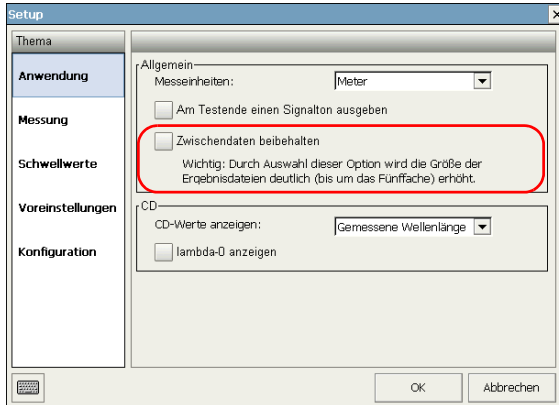 Setup
Thema
Anwendung
Messung
Schwellwerte
Voreinstellungen
Konfiguration
Allgemein
Messeinheiten: Meter
Am Testende einen Signalton ausgeben
Zwischendaten beibehalten
Wichtig: Durch Auswahl dieser Option wird die Größe der
Ergebnisdateien deutlich (bis um das Fünffache) erhöht.
CD
CD-Werte anzeigen: Gemessene Wellenlänge
lambda-0 anzeigen
OK Abbrechen